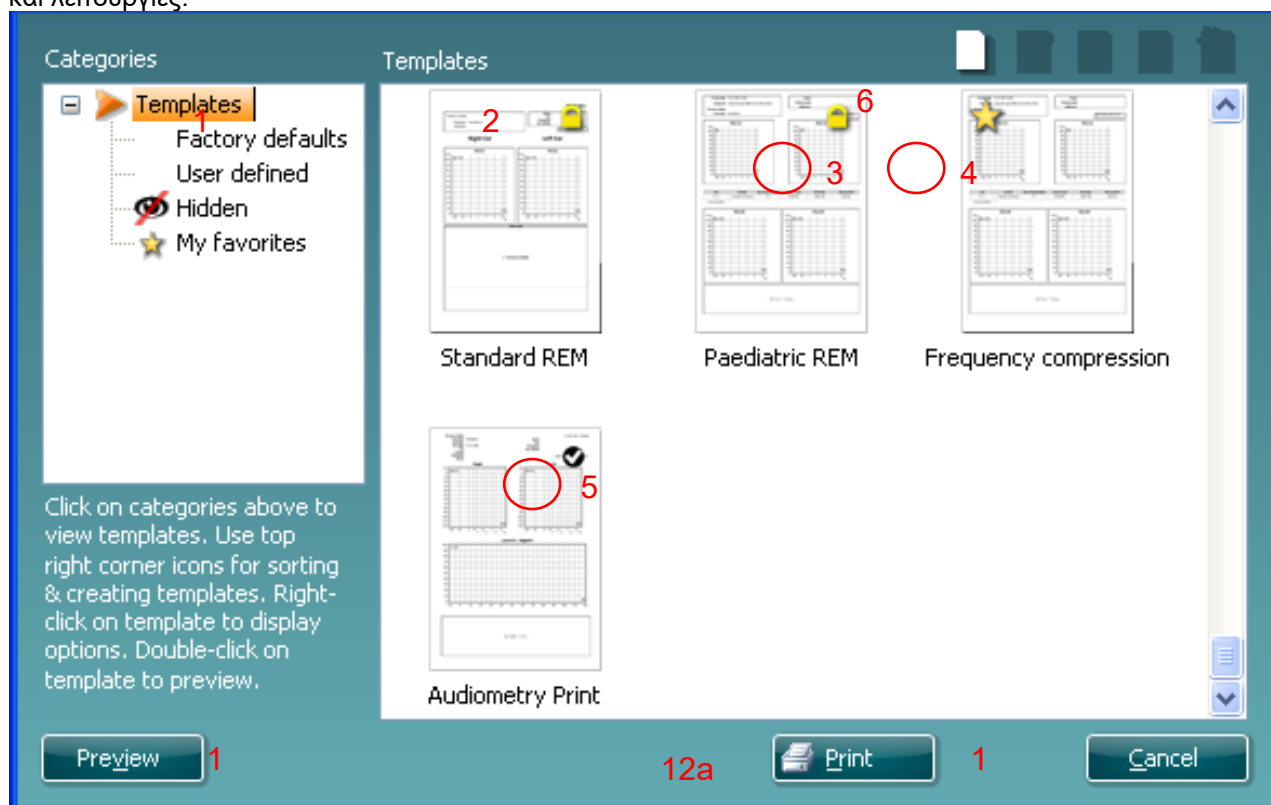 και λειτουργίες.
Categories
Templates
Templates
1
Factory defaults
User defined
Hidden
My favorites
2
6
3
4
Standard REM
Paediatric REM
Frequency compression
5
Audiometry Print
Click on categories above to
view templates. Use top
right corner icons for sorting
& creating templates. Right-
click on template to display
options. Double-click on
template to preview.
Preview
1
12a
Print
1
Cancel